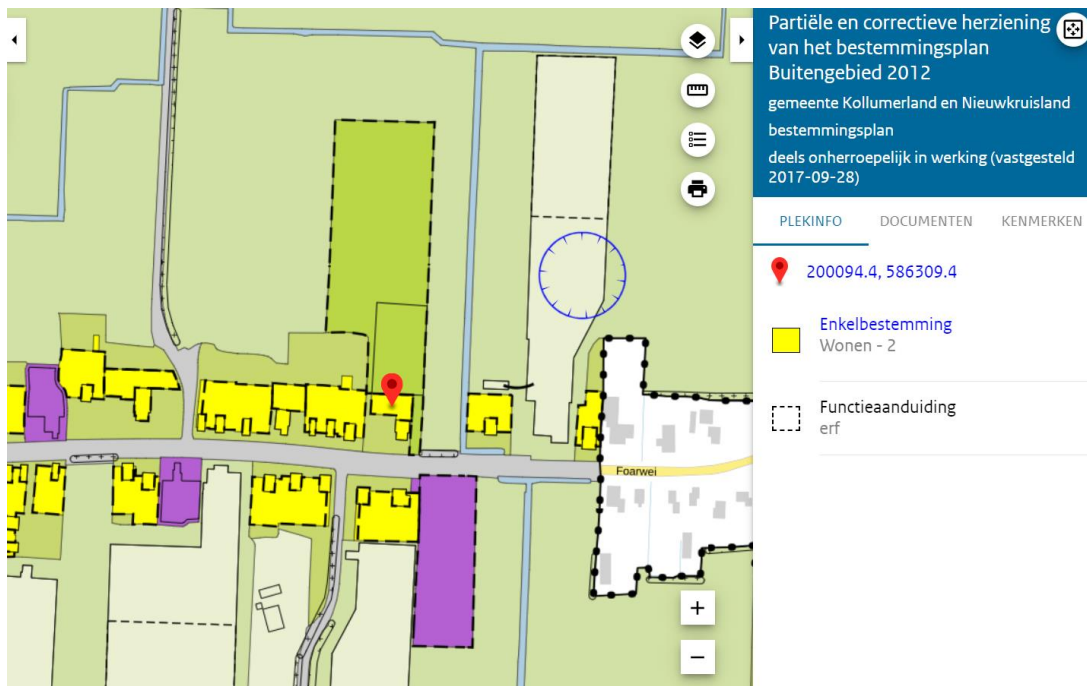 Partiële en correctieve herziening
van het bestemmingsplan
Buitengebied 2012
gemeente Kollumerland en Nieuwkruisland
bestemmingsplan
deels onherroepelijk in werking (vastgesteld
2017-09-28)
PLEKINFO DOCUMENTEN KENMERKEN
200094.4, 586309.4
Enkelbestemming
Wonen - 2
Functieaanduiding
erf
Foarwei